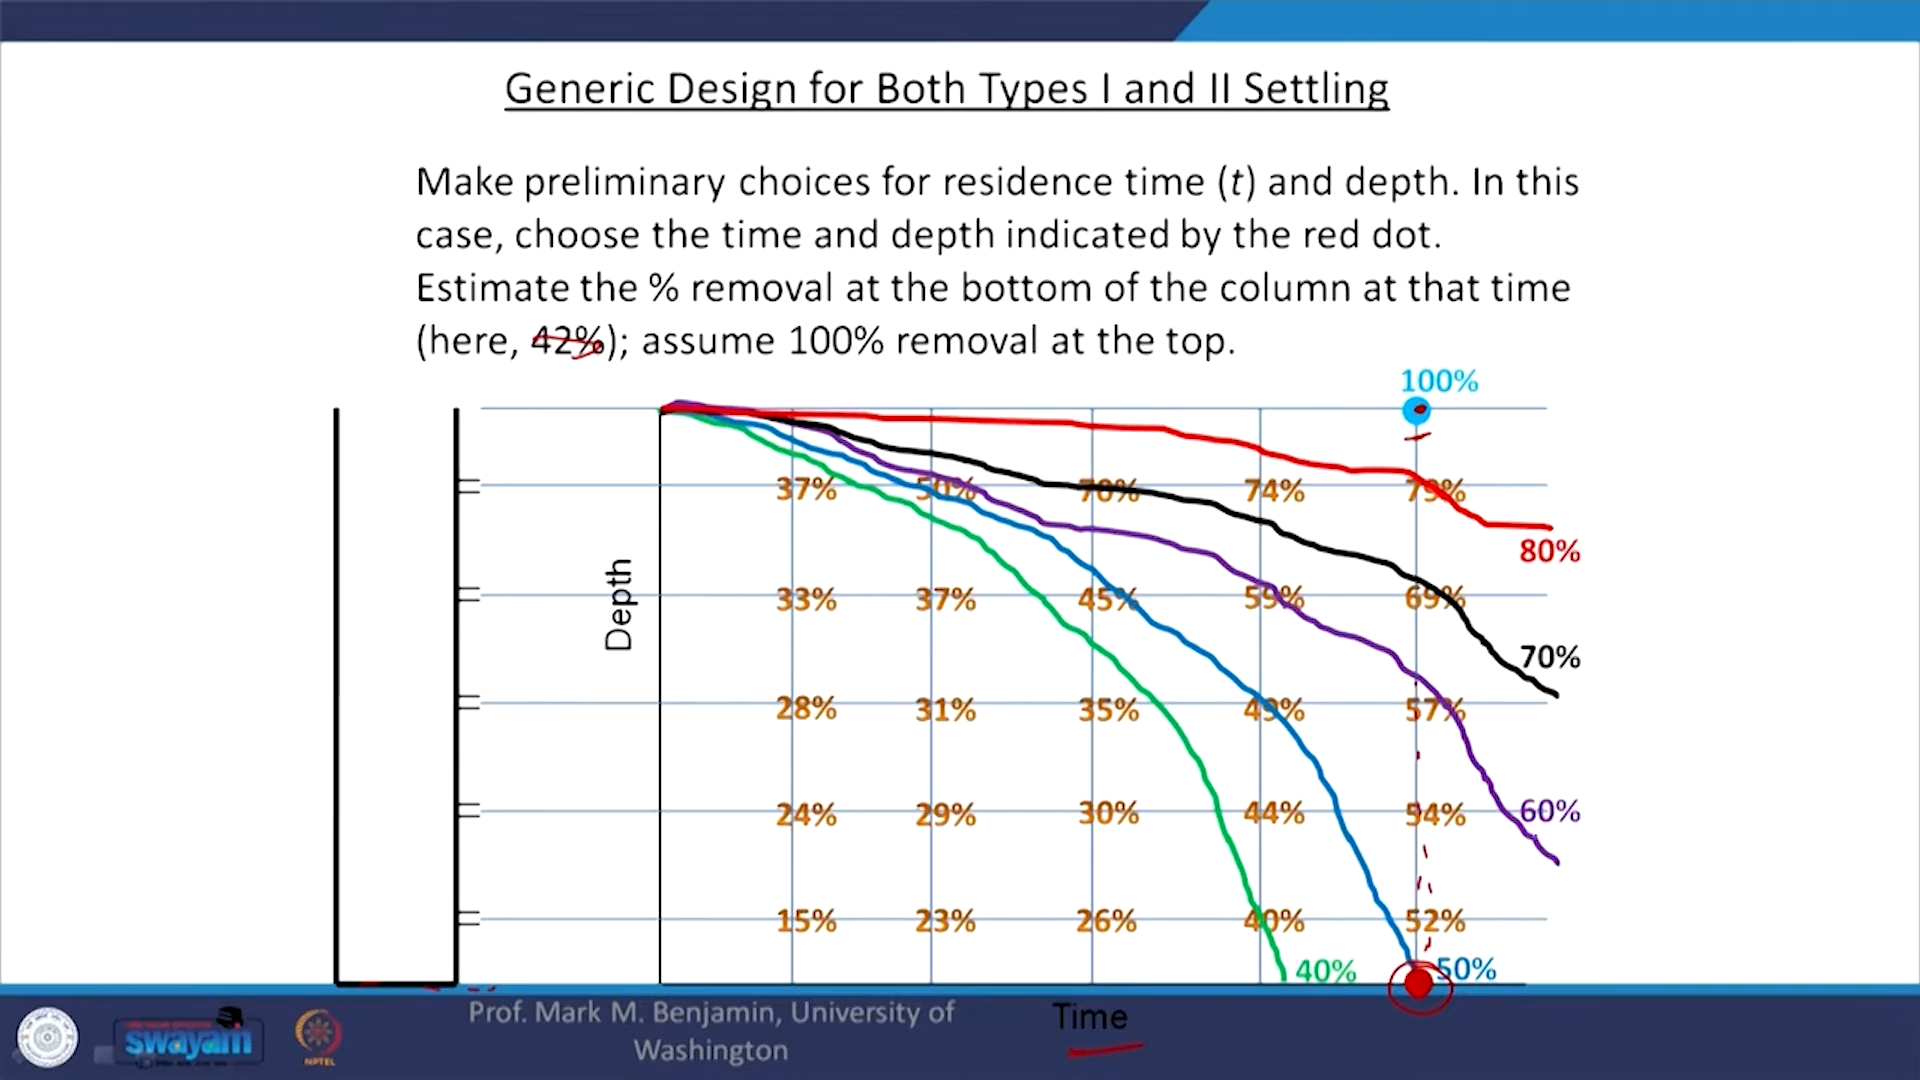 Generic Design for Both Types I and II Settling
Make preliminary choices for residence time (t) and depth. In this
case, choose the time and depth indicated by the red dot.
Estimate the % removal at the bottom of the column at that time
(here, 42%); assume 100% removal at the top.
100%
37% 50% 70% 74% 79%
80%
Depth
33% 37% 45% 59% 69%
70%
28% 31% 35% 49% 57%
24% 29% 30% 44% 54% 60%
15% 23% 26% 40% 52%
40% 50%
Prof. Mark M. Benjamin, University of
Washington
Time
swayam
NPTEL